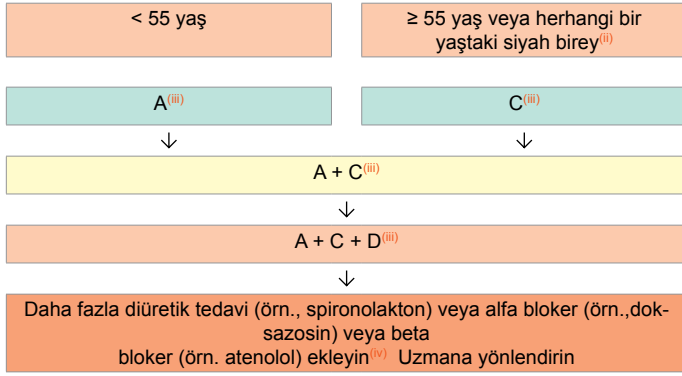 < 55 yaş
≥ 55 yaş veya herhangi bir
yaştaki siyah birey(ii)
A(iii)
C(iii)
↓
↓
A + C(iii)
↓
A + C + D(iii)
↓
Daha fazla diüretik tedavi (örn., spironolakton) veya alfa bloker (örn.,dok-
sazosin) veya beta
bloker (örn. atenolol) ekleyin(iv) Uzmana yönlendirin